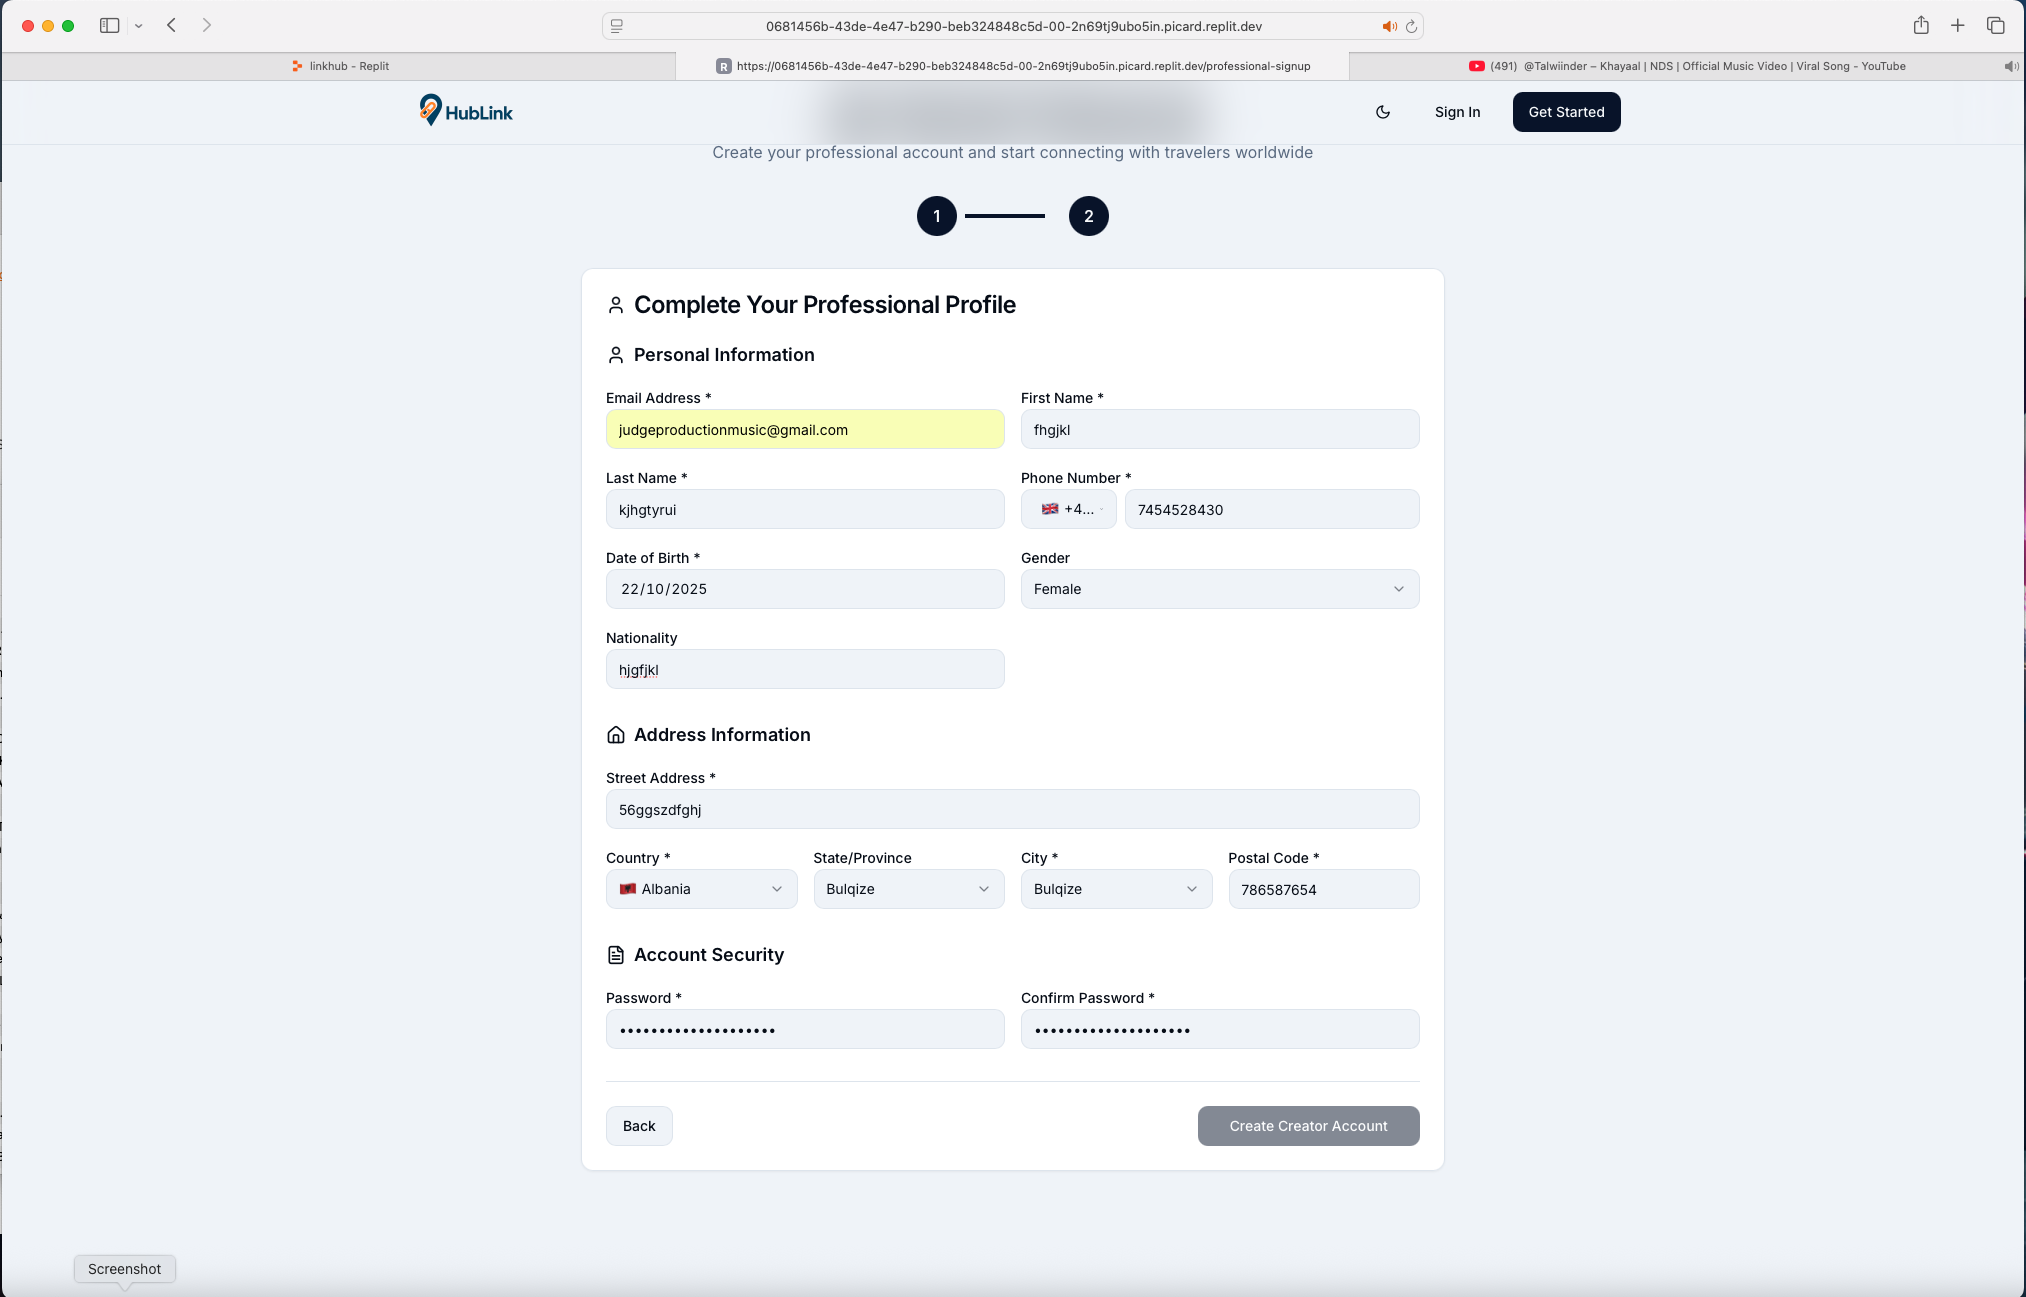 0681456b-43de-4e47-b290-beb324848c5d-00-2n69tj9ubo5in.picard.replit.dev
linkhub - Replit
R https://0681456b-43de-4e47-b290-beb324848c5d-00-2n69tj9ubo5in.picard.replit.dev/professional-signup
(491) @Talwiinder – Khayaal | NDS | Official Music Video | Viral Song - YouTube
HubLink
Sign In
Get Started
Create your professional account and start connecting with travelers worldwide
1
2
Complete Your Professional Profile
Personal Information
Email Address *
First Name *
judgeproductionmusic@gmail.com
fhgjkl
Last Name *
Phone Number *
kjhgtyrui
+4...
7454528430
Date of Birth *
Gender
22/10/2025
Female
Nationality
hjgfjkl
Address Information
Street Address *
56ggszdfghj
Country *
State/Province
City *
Postal Code *
Albania
Bulqize
Bulqize
786587654
Account Security
Password *
Confirm Password *
••••••••••••••••••••
••••••••••••••••••••
Back
Create Creator Account
Screenshot